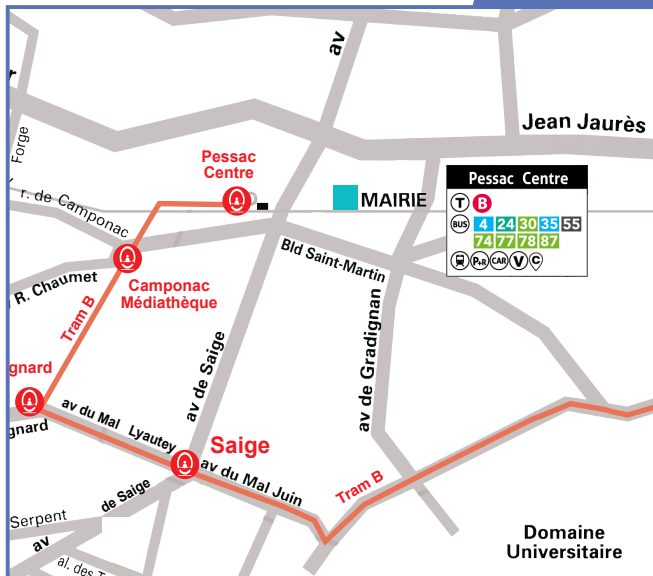 av
r
Jean Jaurès
Forge
Pessac
Centre
Pessac Centre
T B
MAIRIE
BUS 4 24 30 35 55
74 77 78 87
P+R CAR V C
r. de Camponac
Bld Saint-Martin
R. Chaumet
Camponac
Médiathèque
Tram B
av de Saige
av de Gradignan
gnard
gnard
av du Mal Lyautey
Saige
av du Mal Juin
Tram B
de Saige
Serpent
av
al. des T
Domaine
Universitaire